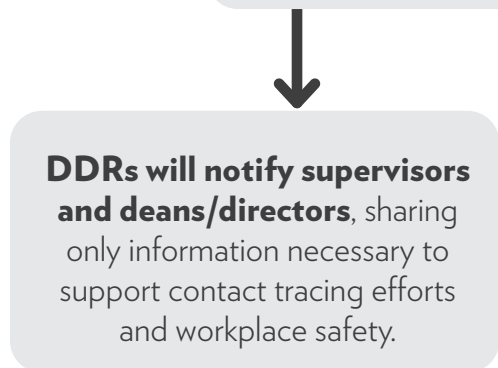 DDRs will notify supervisors
and deans/directors, sharing
only information necessary to
support contact tracing efforts
and workplace safety.